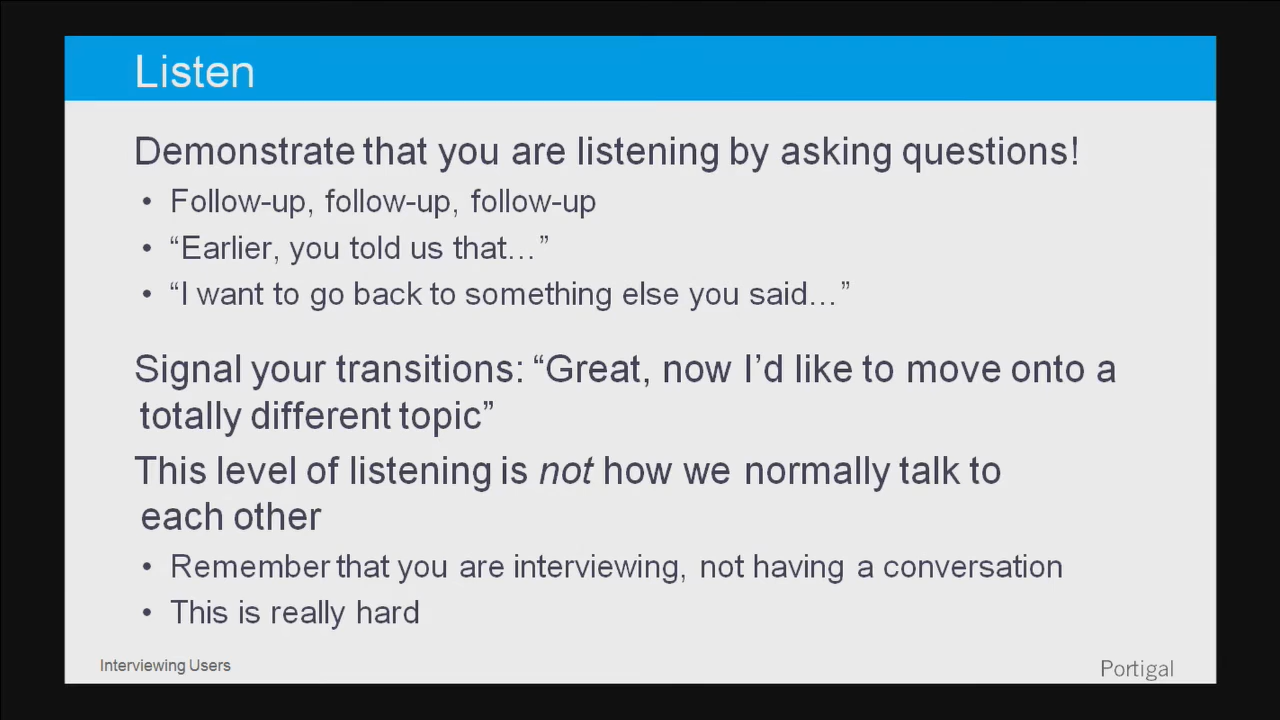 Listen
Demonstrate that you are listening by asking questions!
• Follow-up, follow-up, follow-up
• “Earlier, you told us that…”
• “I want to go back to something else you said…”
Signal your transitions: “Great, now I’d like to move onto a
totally different topic”
This level of listening is not how we normally talk to
each other
• Remember that you are interviewing, not having a conversation
• This is really hard
Interviewing Users
Portigal